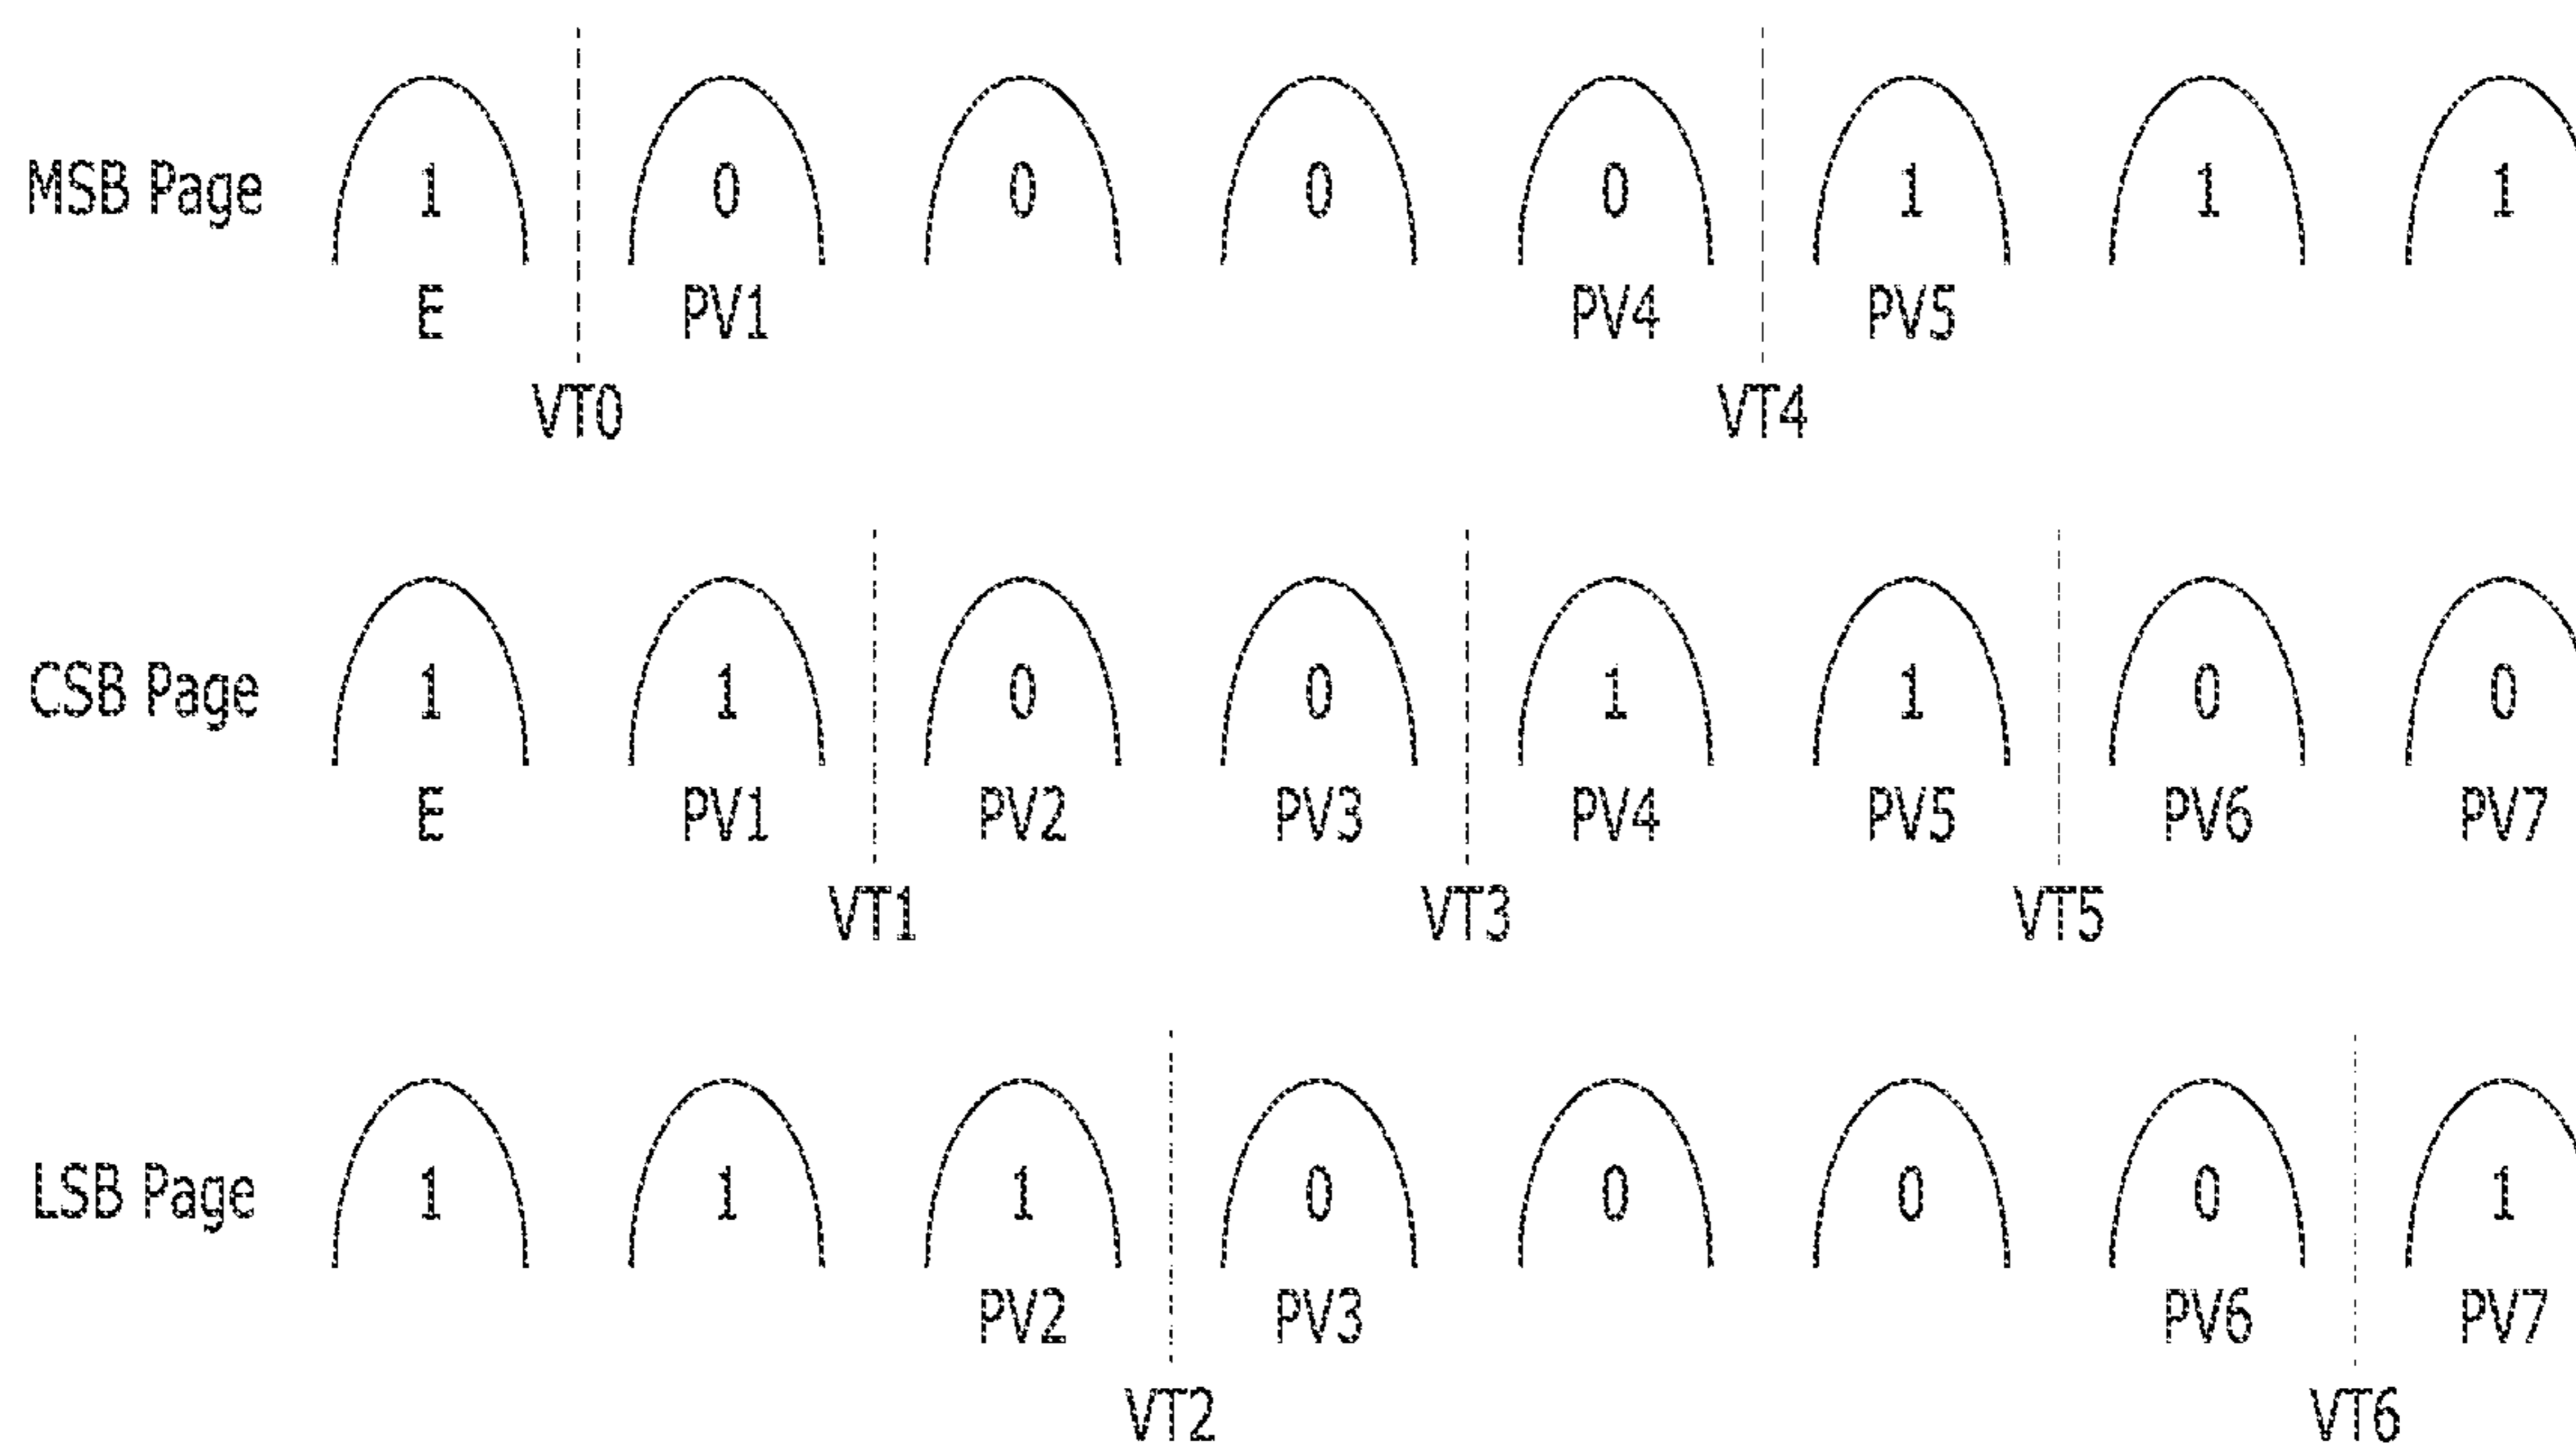 MSB Page 1 0 0 0 0 1 1 1
E PV1 PV4 PV5
VT0 VT4
CSB Page 1 1 0 0 1 1 0 0
E PV1 PV2 PV3 PV4 PV5 PV6 PV7
VT1 VT3 VT5
LSB Page 1 1 1 0 0 0 0 1
PV2 PV3 PV6 PV7
VT2 VT6